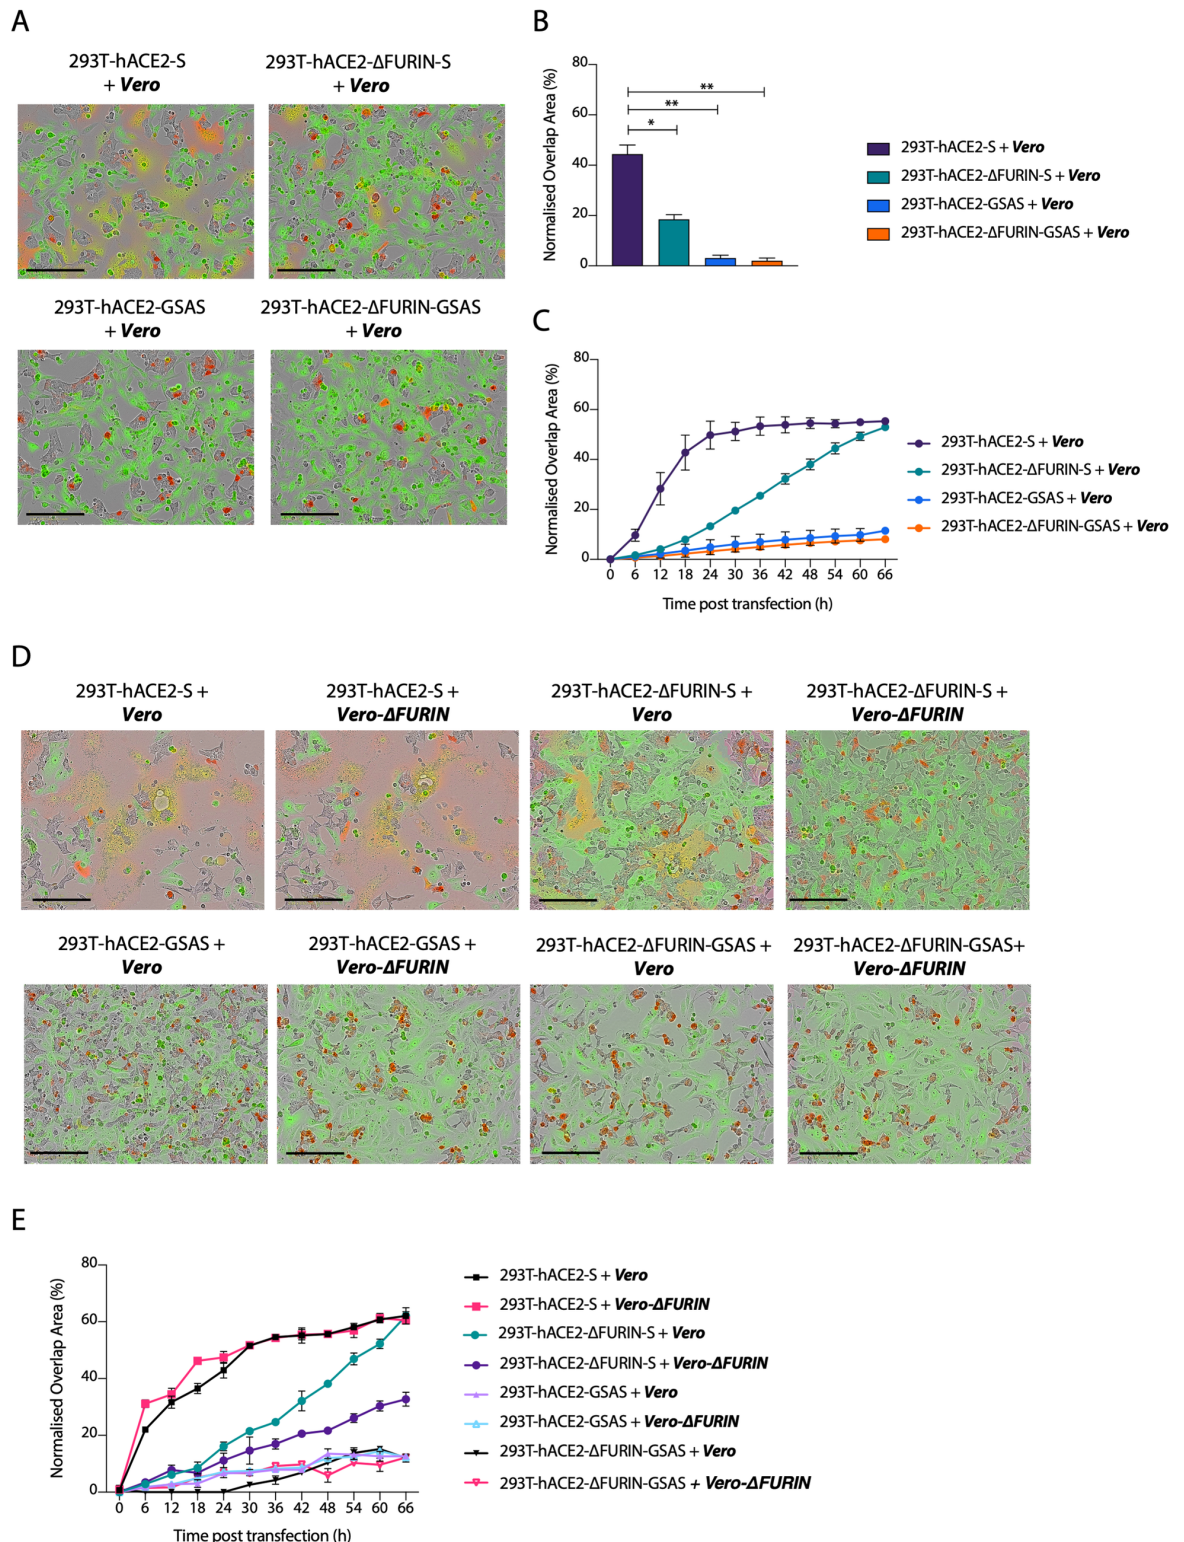 A
293T-hACE2-S
+ Vero
293T-hACE2-ΔFURIN-S
+ Vero
293T-hACE2-GSAS
+ Vero
293T-hACE2-ΔFURIN-GSAS
+ Vero
B
Normalised Overlap Area (%)
80
60
40
20
0
**
**
*
293T-hACE2-S + Vero
293T-hACE2-ΔFURIN-S + Vero
293T-hACE2-GSAS + Vero
293T-hACE2-ΔFURIN-GSAS + Vero
C
Normalised Overlap Area (%)
80
60
40
20
0
0 6 12 18 24 30 36 42 48 54 60 66
Time post transfection (h)
293T-hACE2-S + Vero
293T-hACE2-ΔFURIN-S + Vero
293T-hACE2-GSAS + Vero
293T-hACE2-ΔFURIN-GSAS + Vero
D
293T-hACE2-S +
Vero
293T-hACE2-S +
Vero-ΔFURIN
293T-hACE2-ΔFURIN-S +
Vero
293T-hACE2-ΔFURIN-S +
Vero-ΔFURIN
293T-hACE2-GSAS +
Vero
293T-hACE2-GSAS +
Vero-ΔFURIN
293T-hACE2-ΔFURIN-GSAS +
Vero
293T-hACE2-ΔFURIN-GSAS+
Vero-ΔFURIN
E
Normalised Overlap Area (%)
80
60
40
20
0
0 6 12 18 24 30 36 42 48 54 60 66
Time post transfection (h)
293T-hACE2-S + Vero
293T-hACE2-S + Vero-ΔFURIN
293T-hACE2-ΔFURIN-S + Vero
293T-hACE2-ΔFURIN-S + Vero-ΔFURIN
293T-hACE2-GSAS + Vero
293T-hACE2-GSAS + Vero-ΔFURIN
293T-hACE2-ΔFURIN-GSAS + Vero
293T-hACE2-ΔFURIN-GSAS + Vero-ΔFURIN